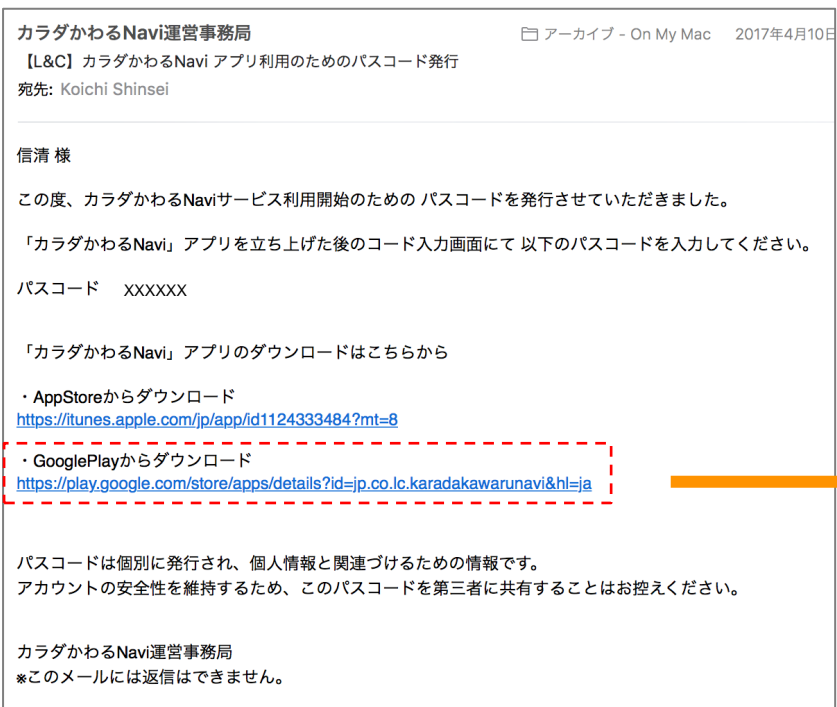 カラダかわるNavi運営事務局
アーカイブ - On My Mac 2017年4月10日
【L&C】カラダかわるNavi アプリ利用のためのパスコード発行
宛先: Koichi Shinsei
信清 様
この度、カラダかわるNaviサービス利用開始のための パスコードを発行させていただきました。
「カラダかわるNavi」アプリを立ち上げた後のコード入力画面にて 以下のパスコードを入力してください。
パスコード XXXXXX
「カラダかわるNavi」アプリのダウンロードはこちらから
・AppStoreからダウンロード
https://itunes.apple.com/jp/app/id1124333484?mt=8
・GooglePlayからダウンロード
https://play.google.com/store/apps/details?id=jp.co.lc.karadakawarunavi&hl=ja
パスコードは個別に発行され、個人情報と関連づけるための情報です。
アカウントの安全性を維持するため、このパスコードを第三者に共有することはお控えください。
カラダかわるNavi運営事務局
※このメールには返信はできません。